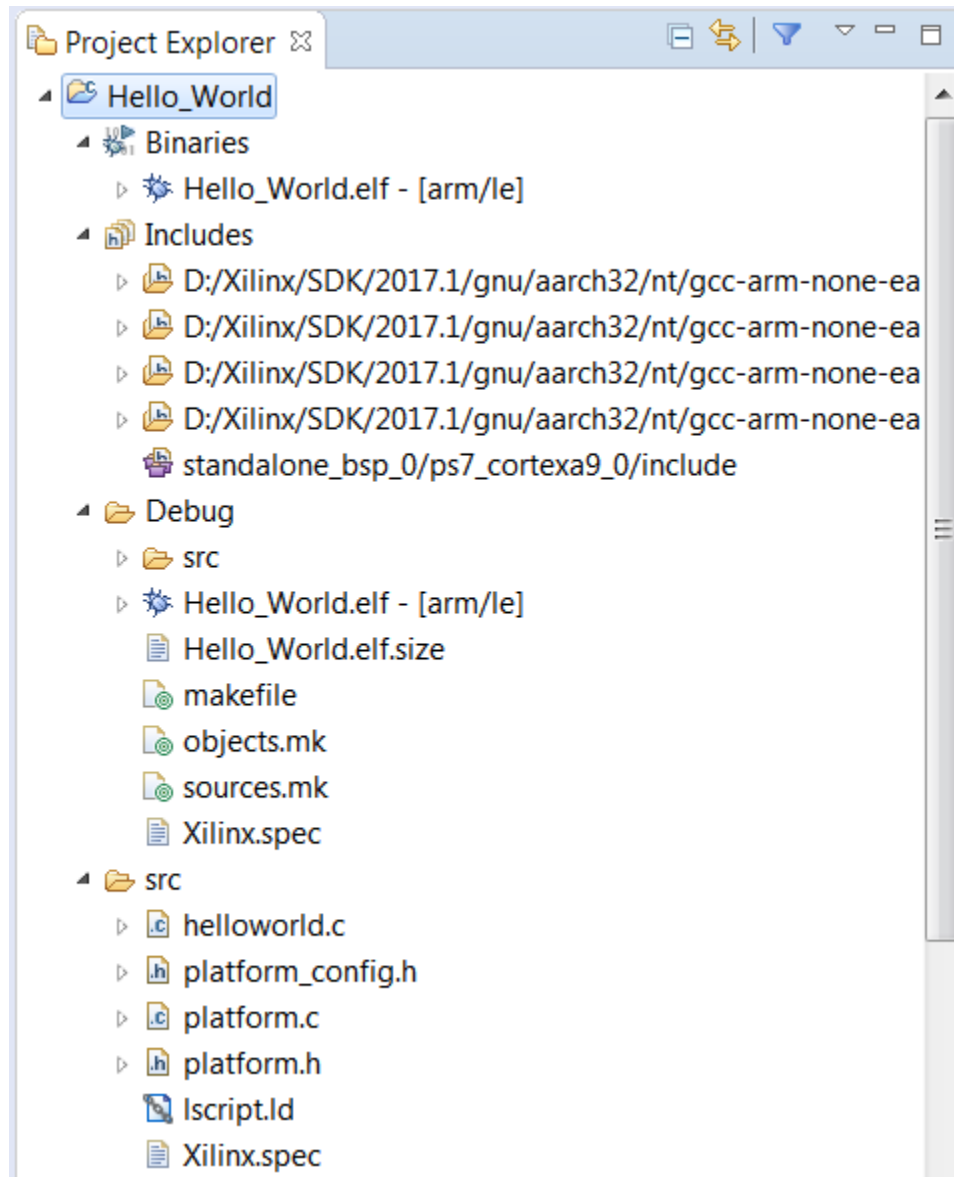 Project Explorer
Hello_World
Binaries
Hello_World.elf - [arm/le]
Includes
D:/Xilinx/SDK/2017.1/gnu/aarch32/nt/gcc-arm-none-ea
D:/Xilinx/SDK/2017.1/gnu/aarch32/nt/gcc-arm-none-ea
D:/Xilinx/SDK/2017.1/gnu/aarch32/nt/gcc-arm-none-ea
D:/Xilinx/SDK/2017.1/gnu/aarch32/nt/gcc-arm-none-ea
standalone_bsp_0/ps7_cortexa9_0/include
Debug
src
Hello_World.elf - [arm/le]
Hello_World.elf.size
makefile
objects.mk
sources.mk
Xilinx.spec
src
helloworld.c
platform_config.h
platform.c
platform.h
lscript.ld
Xilinx.spec